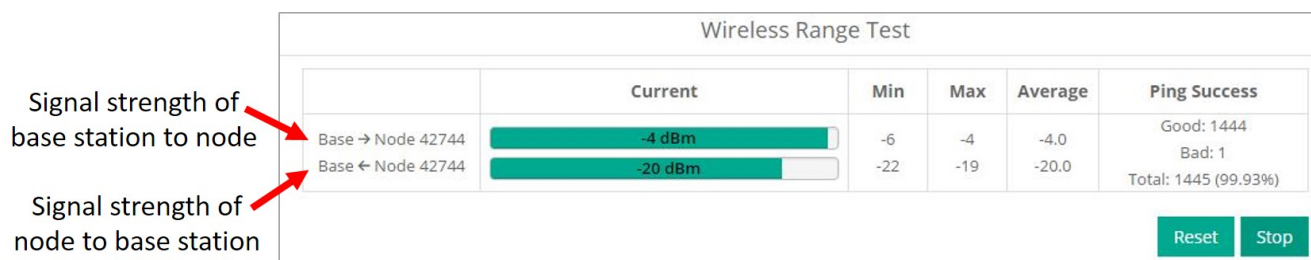 Wireless Range Test
Current Min Max Average Ping Success
Signal strength of
base station to node
Base → Node 42744 -4 dBm -6 -4 -4.0 Good: 1444
Bad: 1
Base ← Node 42744 -20 dBm -22 -19 -20.0 Total: 1445 (99.93%)
Signal strength of
node to base station
Reset Stop